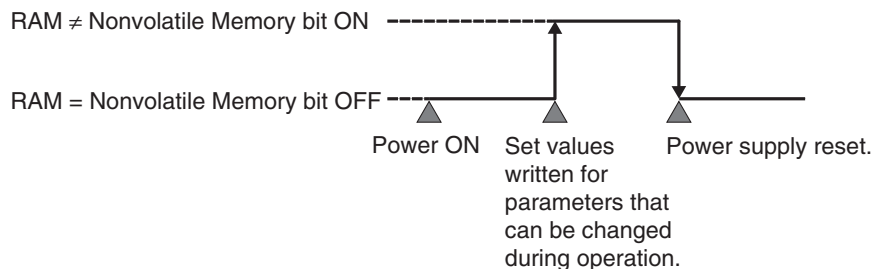 RAM ≠ Nonvolatile Memory bit ON
RAM = Nonvolatile Memory bit OFF
Power ON
Set values
written for
parameters that
can be changed
during operation.
Power supply reset.